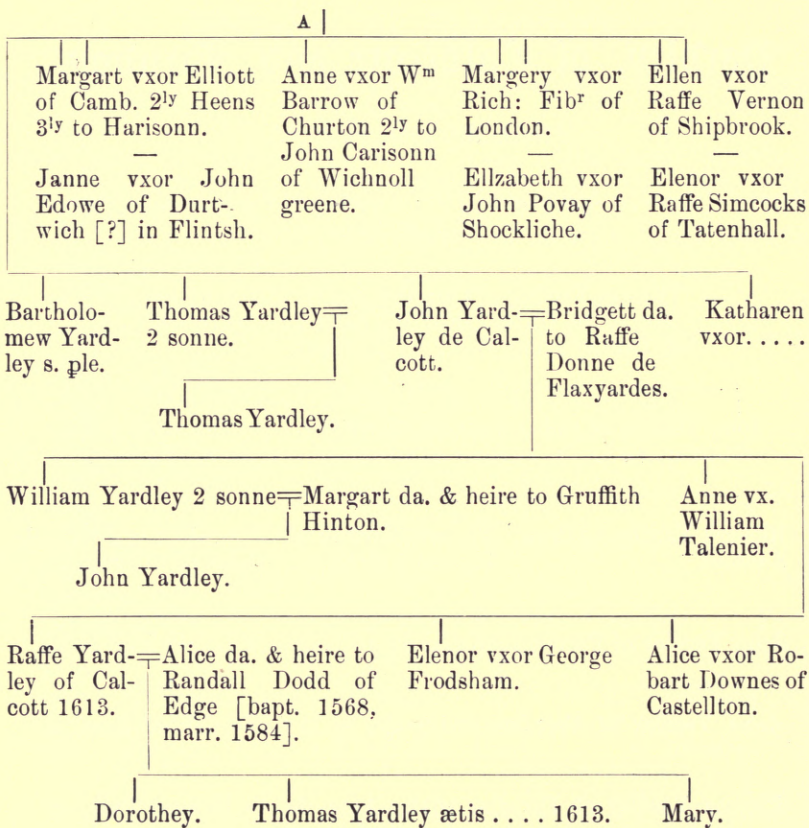 A
Margart vxor Elliott
of Camb. 2ly Heens
3ly to Harisonn.
—
Janne vxor John
Edowe of Durt-
wich [?] in Flintsh.
Anne vxor Wm
Barrow of
Churton 2ly to
John Carisonn
of Wichnoll
greene.
Margery vxor
Rich: Fibr of
London.
—
Ellzabeth vxor
John Povay of
Shockliche.
Ellen vxor
Raffe Vernon
of Shipbrook.
—
Elenor vxor
Raffe Simcocks
of Tatenhall.
Bartholo-
mew Yard-
ley s. ꝑle.
Thomas Yardley
2 sonne.
John Yard-
ley de Cal-
cott.
Bridgett da.
to Raffe
Donne de
Flaxyardes.
Katharen
vxor. . . . .
Thomas Yardley.
William Yardley 2 sonne
Margart da. & heire to Gruffith
Hinton.
Anne vx.
William
Talenier.
John Yardley.
Raffe Yard-
ley of Cal-
cott 1613.
Alice da. & heire to
Randall Dodd of
Edge [bapt. 1568,
marr. 1584].
Elenor vxor George
Frodsham.
Alice vxor Ro-
bart Downes of
Castellton.
Dorothey.
Thomas Yardley ætis . . . . 1613.
Mary.